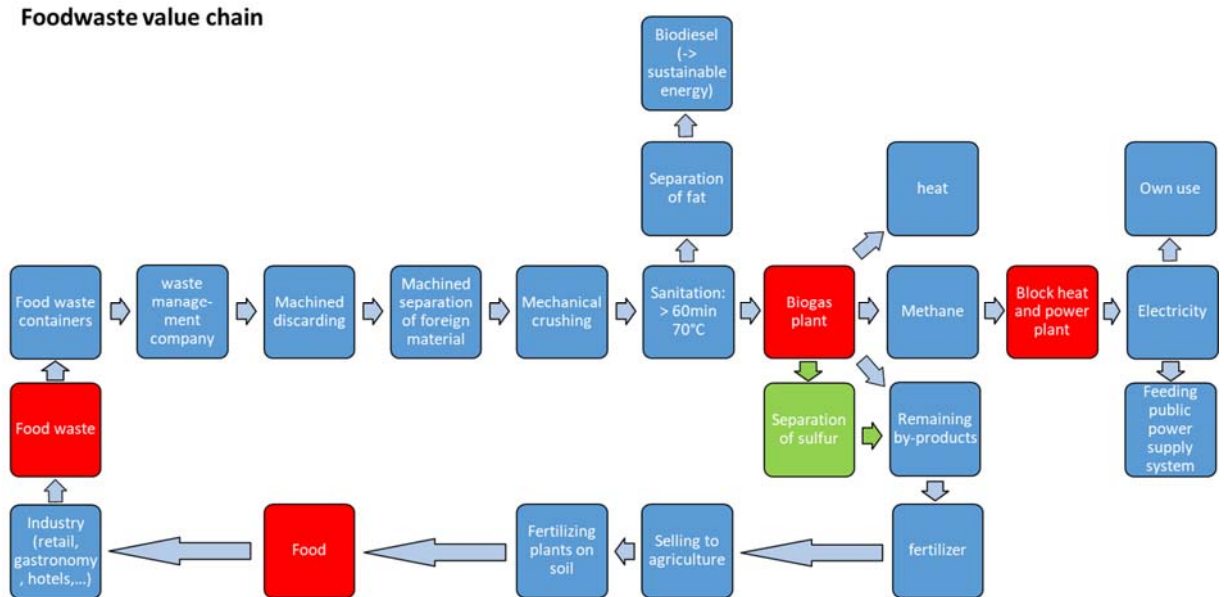 Foodwaste value chain
Biodiesel
(->
sustainable
energy)
Separation
of fat
heat
Own use
Food waste
containers
waste
manage-
ment
company
Machined
discarding
Machined
separation
of foreign
material
Mechanical
crushing
Sanitation:
> 60min
70°C
Biogas
plant
Methane
Block heat
and power
plant
Electricity
Food waste
Separation
of sulfur
Remaining
by-products
Feeding
public
power
supply
system
Industry
(retail,
gastronomy
, hotels,...)
Food
Fertilizing
plants on
soil
Selling to
agriculture
fertilizer